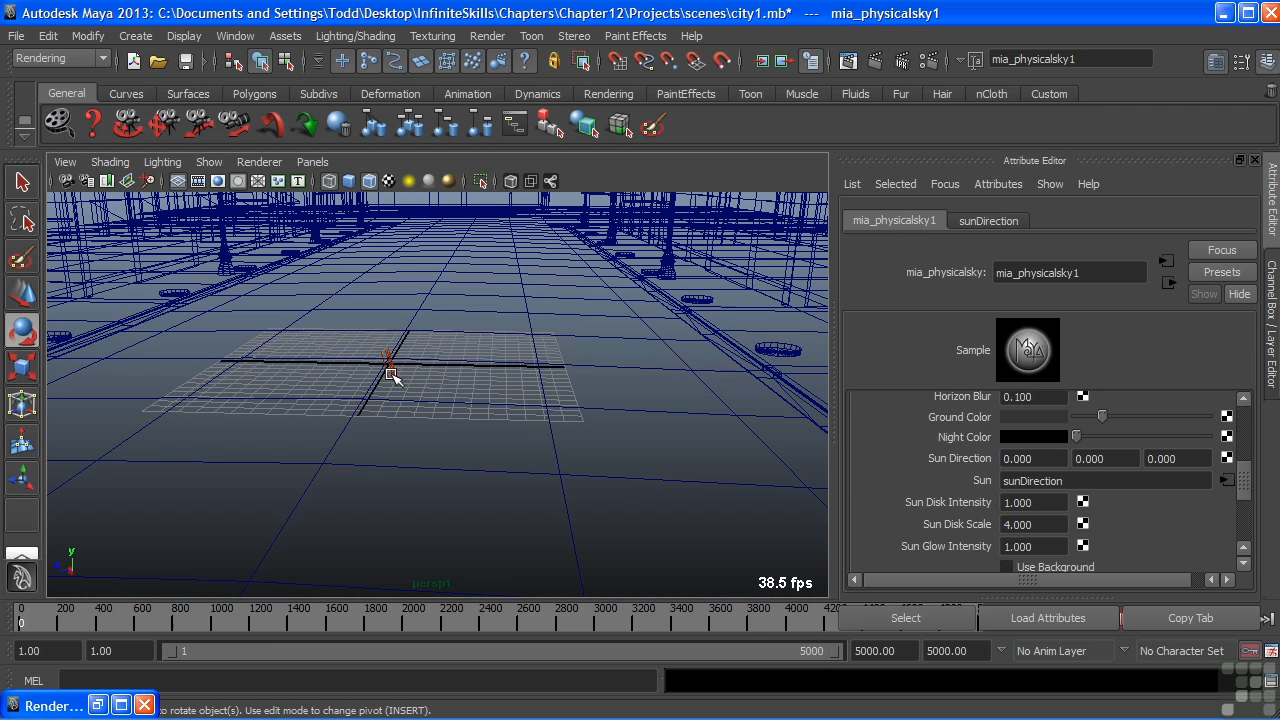 Autodesk Maya 2013: C:\Documents and Settings\Todd\Desktop\InfiniteSkills\Chapters\Chapter12\Projects\scenes\city1.mb* --- mia_physicalsky1
File Edit Modify Create Display Window Assets Lighting/Shading Texturing Render Toon Stereo Paint Effects Help
Rendering mia_physicalsky1
General Curves Surfaces Polygons Subdivs Deformation Animation Dynamics Rendering PaintEffects Toon Muscle Fluids Fur Hair nCloth Custom
View Shading Lighting Show Renderer Panels
Attribute Editor
List Selected Focus Attributes Show Help
mia_physicalsky1 sunDirection
Focus
mia_physicalsky: mia_physicalsky1 Presets
Show Hide
Sample
Horizon Blur 0.100
Ground Color
Night Color
Sun Direction 0.000 0.000 0.000
Sun sunDirection
Sun Disk Intensity 1.000
Sun Disk Scale 4.000
Sun Glow Intensity 1.000
Use Background
Attribute Editor
Channel Box / Layer Editor
y
persp1
38.5 fps
0 200 400 600 800 1000 1200 1400 1600 1800 2000 2200 2400 2600 2800 3000 3200 3400 3600 3800 4000
0
Select Load Attributes Copy Tab
1.00 1.00 1 5000 5000.00 5000.00 No Anim Layer No Character Set
MEL
Render... to rotate object(s). Use edit mode to change pivot (INSERT).